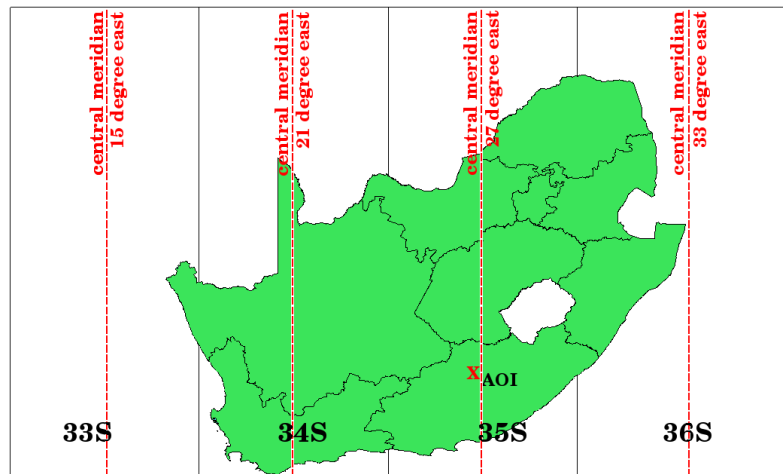 central meridian
15 degree east
central meridian
21 degree east
central meridian
27 degree east
central meridian
33 degree east
X
AOI
33S
34S
35S
36S